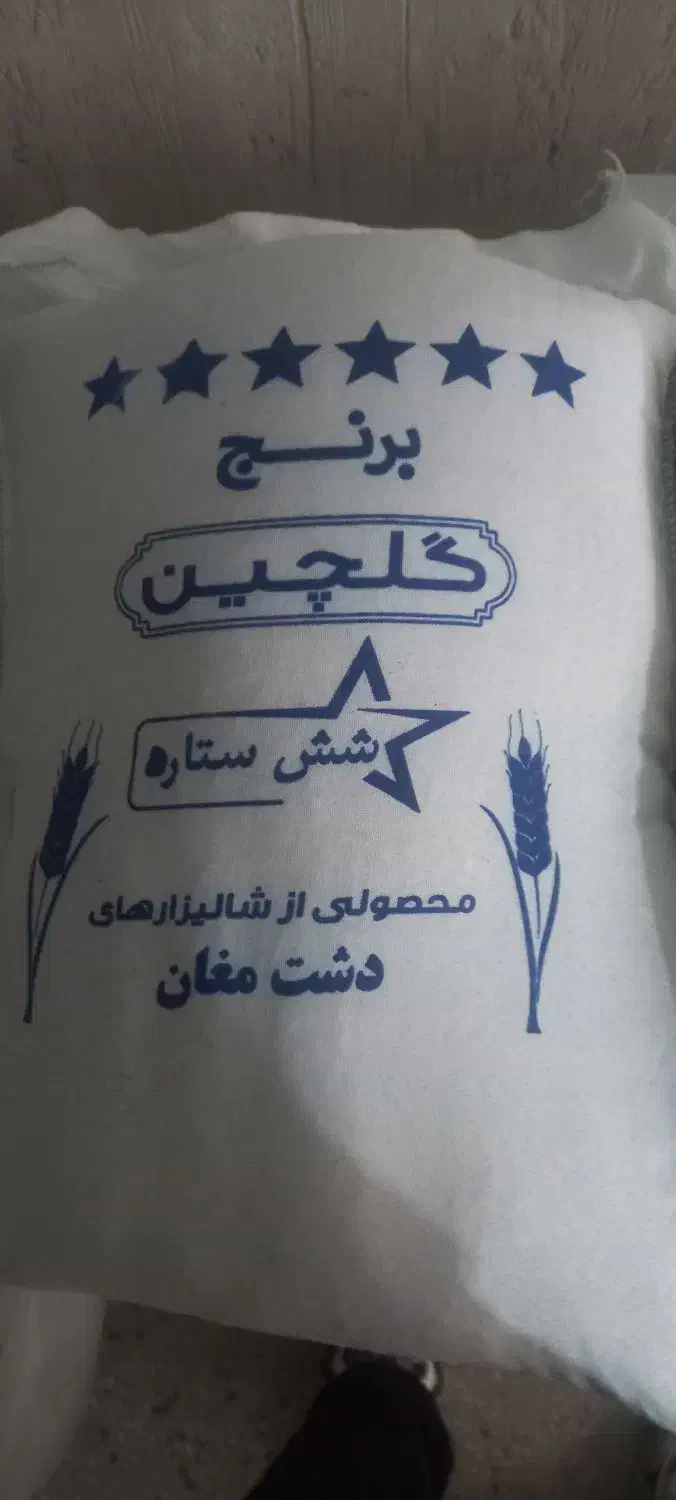 برنج
گلچین
شش ستاره
محصولی از شالیزارهای
دشت مغان